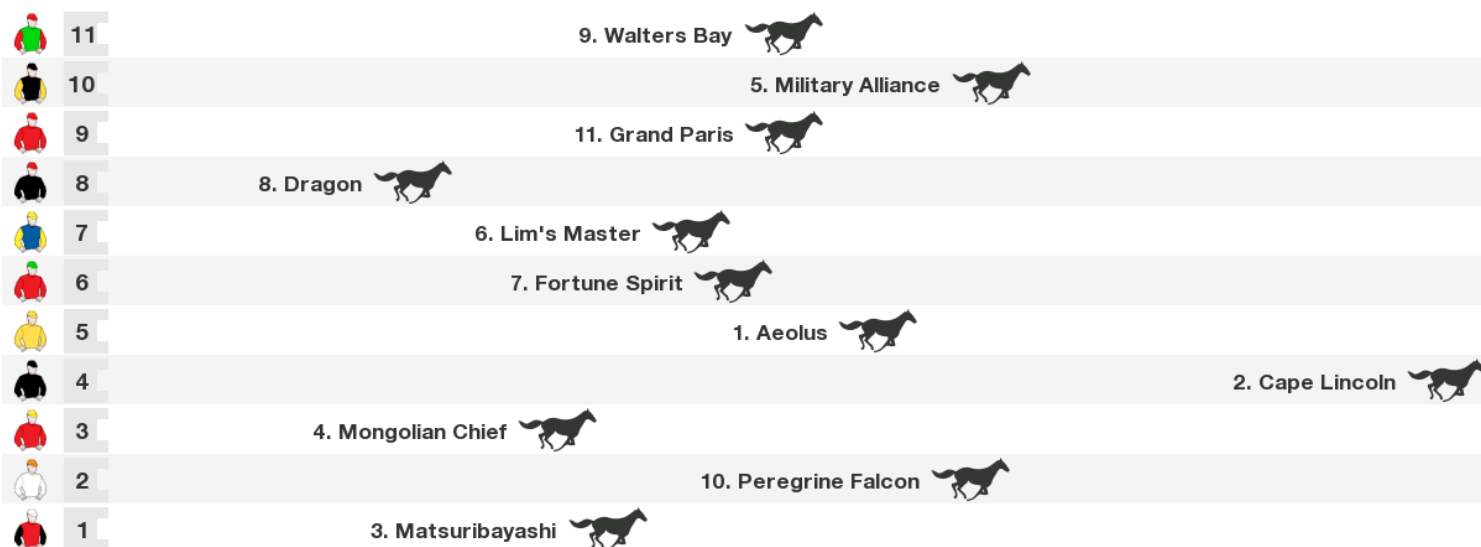 11 9. Walters Bay
10 5. Military Alliance
9 11. Grand Paris
8 8. Dragon
7 6. Lim's Master
6 7. Fortune Spirit
5 1. Aeolus
4 2. Cape Lincoln
3 4. Mongolian Chief
2 10. Peregrine Falcon
1 3. Matsuribayashi